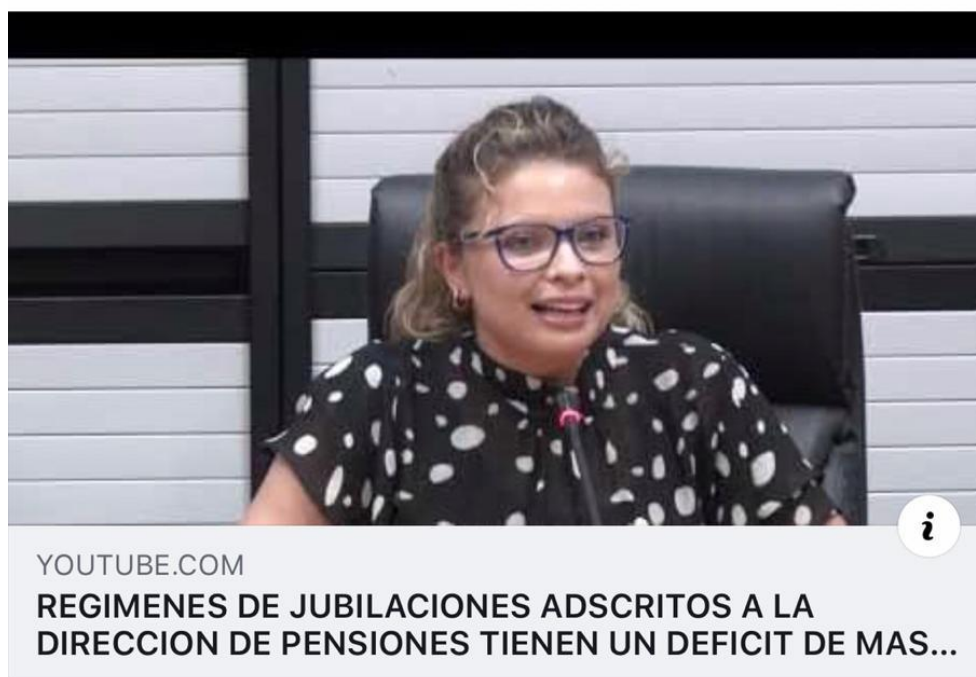 YOUTUBE.COM
REGIMENES DE JUBILACIONES ADSCRITOS A LA
DIRECCION DE PENSIONES TIENEN UN DEFICIT DE MAS...